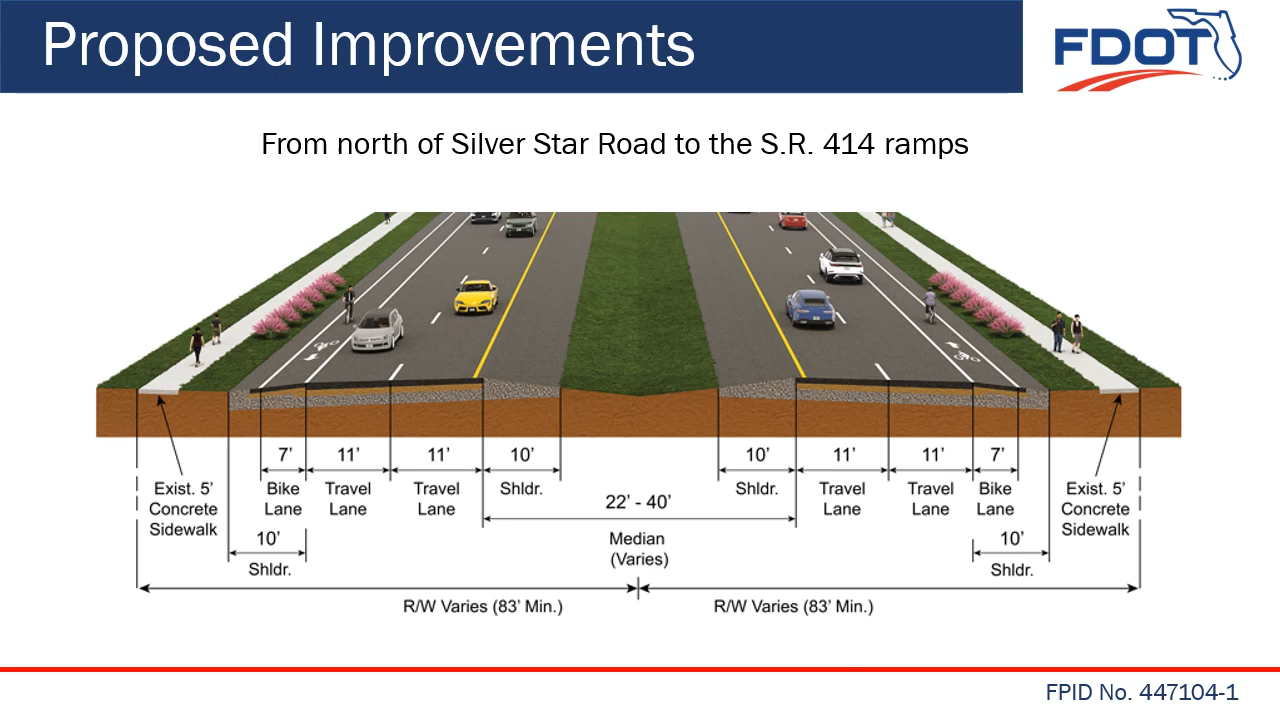 Proposed Improvements
FDOT
From north of Silver Star Road to the S.R. 414 ramps
7’
11’
11’
10’
10’
11’
11’
7’
Exist. 5’
Concrete
Sidewalk
Bike
Lane
Travel
Lane
Travel
Lane
Shldr.
22’ - 40’
Median
(Varies)
Shldr.
Travel
Lane
Travel
Lane
Bike
Lane
Exist. 5’
Concrete
Sidewalk
10’
Shldr.
10’
Shldr.
R/W Varies (83’ Min.)
R/W Varies (83’ Min.)
FPID No. 447104-1